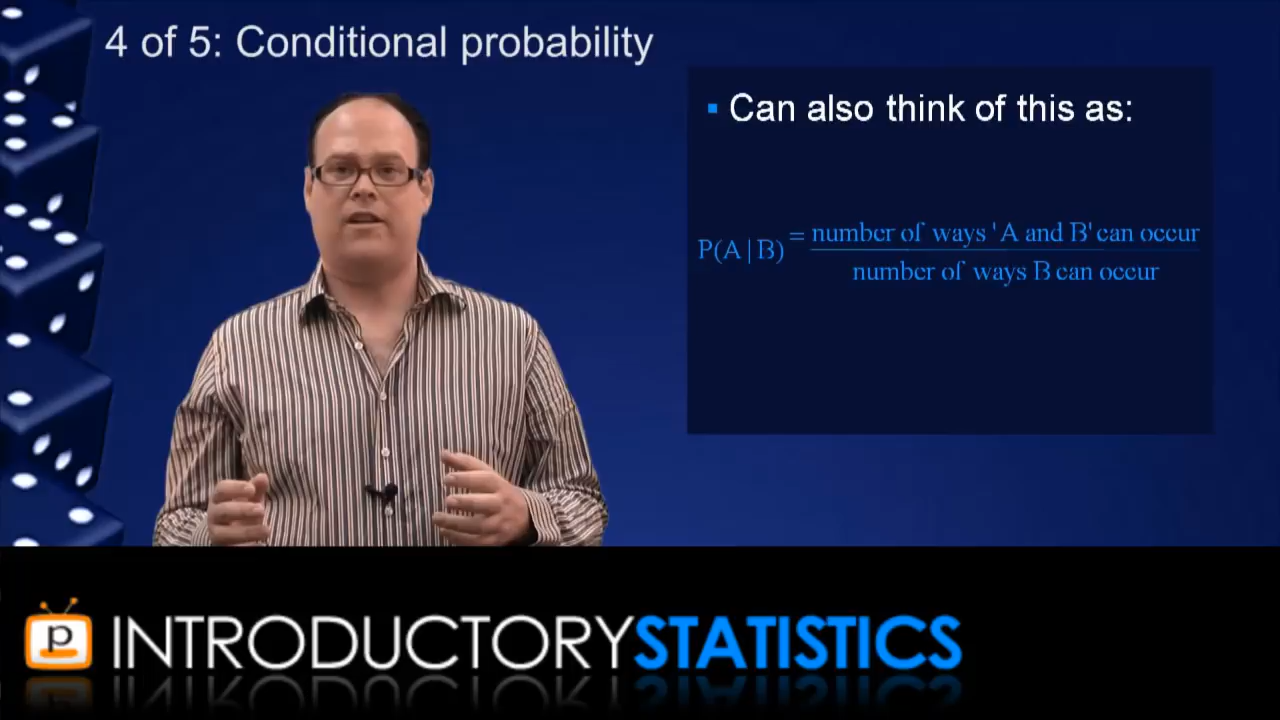 4 of 5: Conditional probability
▪ Can also think of this as:
P(A | B) = number of ways 'A and B' can occur
number of ways B can occur
p INTRODUCTORYSTATISTICS